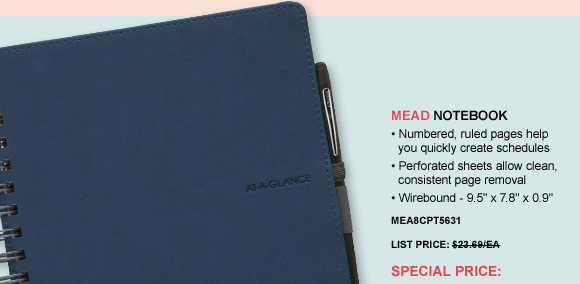 AT-A-GLANCE
MEAD NOTEBOOK
• Numbered, ruled pages help
you quickly create schedules
• Perforated sheets allow clean,
consistent page removal
• Wirebound - 9.5" x 7.8" x 0.9"
MEA8CPT5631
LIST PRICE: $23.69/EA
SPECIAL PRICE: